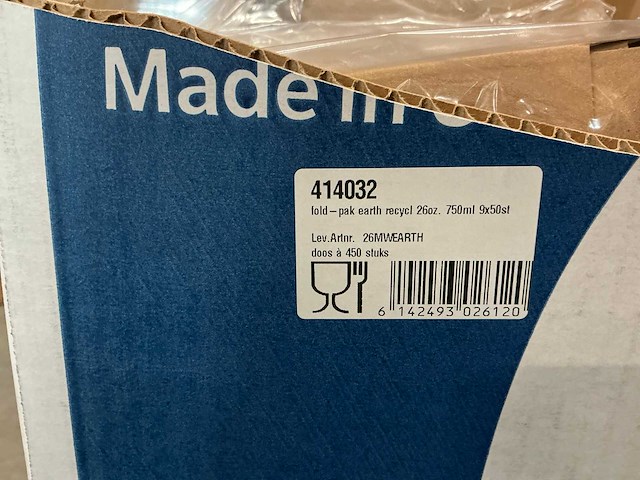 Made in
414032
fold-pak earth recycl 26oz. 750ml 9x50st
Lev.Artnr. 26MWEARTH
doos à 450 stuks
6 142493 026120